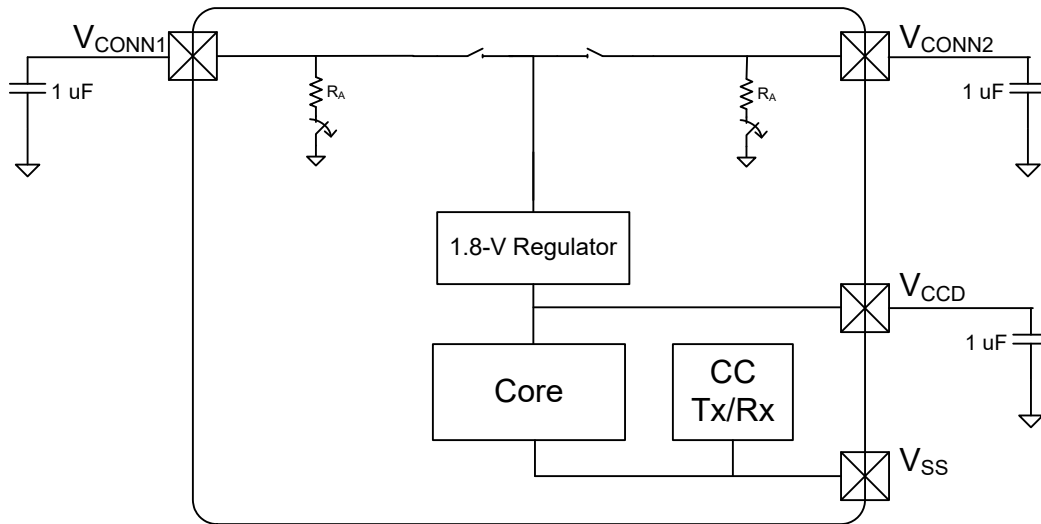 VCONN1
VCONN2
1 uF
RA
RA
1 uF
1.8-V Regulator
VCCD
1 uF
Core
CC
Tx/Rx
VSS